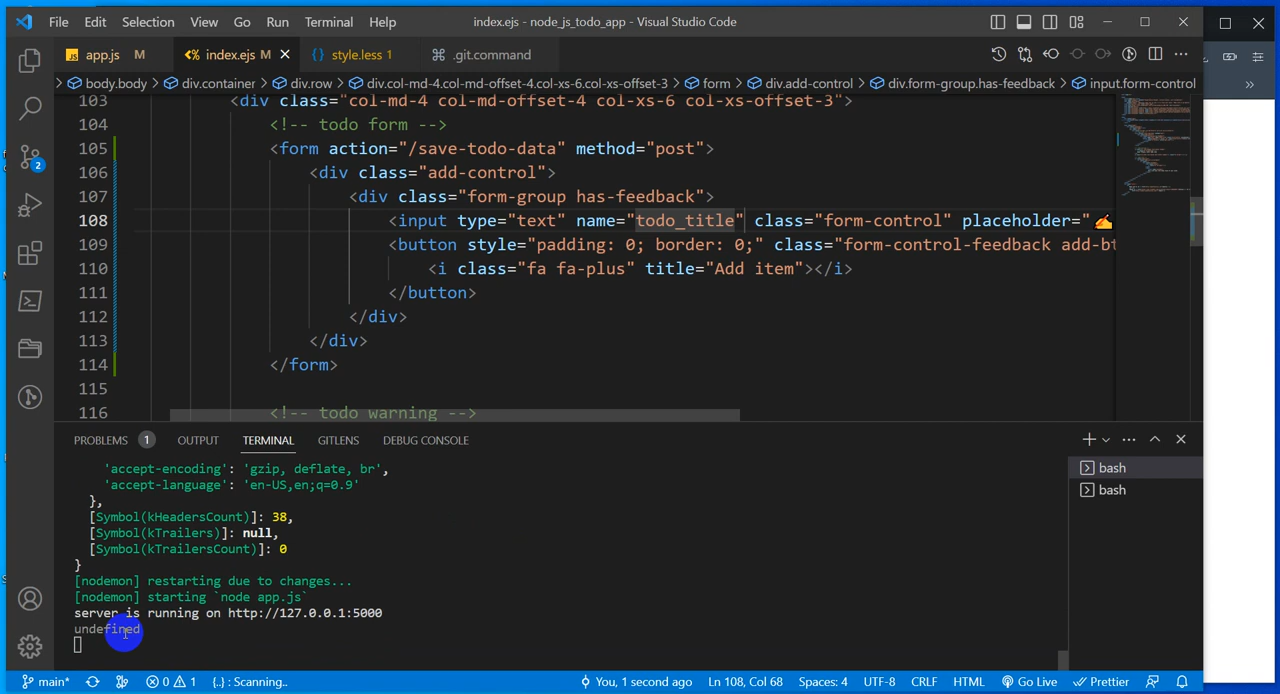 File Edit Selection View Go Run Terminal Help index.ejs - node_js_todo_app - Visual Studio Code
app.js M index.ejs M style.less 1 .git.command
body.body > div.container > div.row > div.col-md-4.col-md-offset-4.col-xs-6.col-xs-offset-3 > form > div.add-control > div.form-group.has-feedback > input.form-control
103 <div class="col-md-4 col-md-offset-4 col-xs-6 col-xs-offset-3">
104 <!-- todo form -->
105 <form action="/save-todo-data" method="post">
106 <div class="add-control">
107 <div class="form-group has-feedback">
108 <input type="text" name="todo_title" class="form-control" placeholder="✍️
109 <button style="padding: 0; border: 0;" class="form-control-feedback add-bt
110 <i class="fa fa-plus" title="Add item"></i>
111 </button>
112 </div>
113 </div>
114 </form>
115
116 <!-- todo warning -->
PROBLEMS 1 OUTPUT TERMINAL GITLENS DEBUG CONSOLE
'accept-encoding': 'gzip, deflate, br',
'accept-language': 'en-US,en;q=0.9'
},
[Symbol(kHeadersCount)]: 38,
[Symbol(kTrailers)]: null,
[Symbol(kTrailersCount)]: 0
}
[nodemon] restarting due to changes...
[nodemon] starting `node app.js`
server is running on http://127.0.0.1:5000
undefined
bash
bash
2
main* 0 1 {..} : Scanning.. You, 1 second ago Ln 108, Col 68 Spaces: 4 UTF-8 CRLF HTML Go Live Prettier